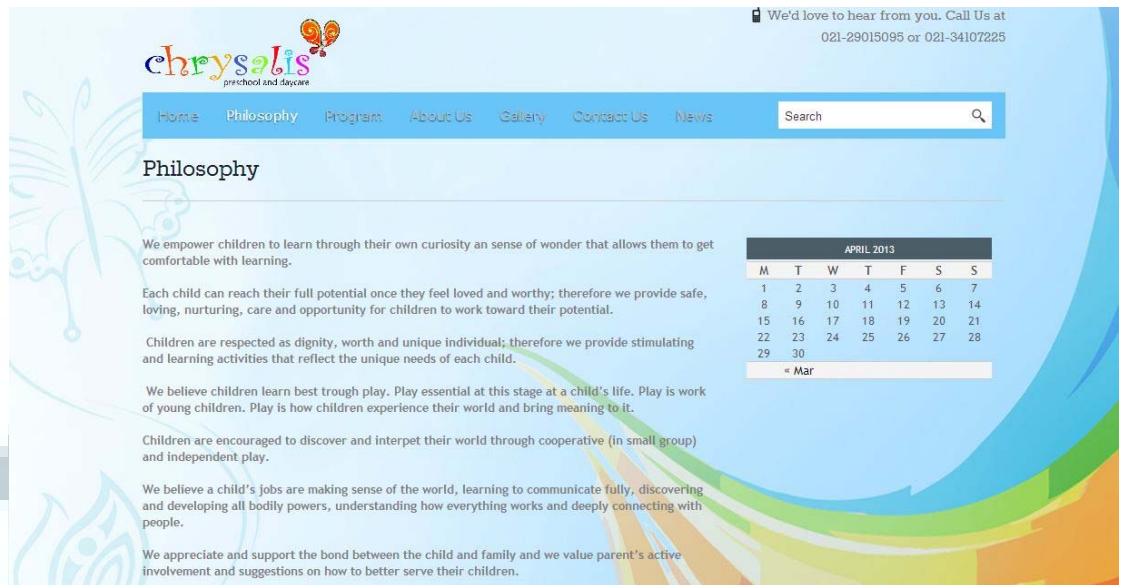 We'd love to hear from you. Call Us at
021-29015095 or 021-34107225
chrysalis
preschool and daycare
Home Philosophy Program About Us Gallery Contact Us News Search
Philosophy
We empower children to learn through their own curiosity an sense of wonder that allows them to get
comfortable with learning.
Each child can reach their full potential once they feel loved and worthy; therefore we provide safe,
loving, nurturing, care and opportunity for children to work toward their potential.
Children are respected as dignity, worth and unique individual; therefore we provide stimulating
and learning activities that reflect the unique needs of each child.
We believe children learn best trough play. Play essential at this stage at a child's life. Play is work
of young children. Play is how children experience their world and bring meaning to it.
Children are encouraged to discover and interpet their world through cooperative (in small group)
and independent play.
We believe a child's jobs are making sense of the world, learning to communicate fully, discovering
and developing all bodily powers, understanding how everything works and deeply connecting with
people.
We appreciate and support the bond between the child and family and we value parent's active
involvement and suggestions on how to better serve their children.
APRIL 2013
M T W T F S S
1 2 3 4 5 6 7
8 9 10 11 12 13 14
15 16 17 18 19 20 21
22 23 24 25 26 27 28
29 30
« Mar